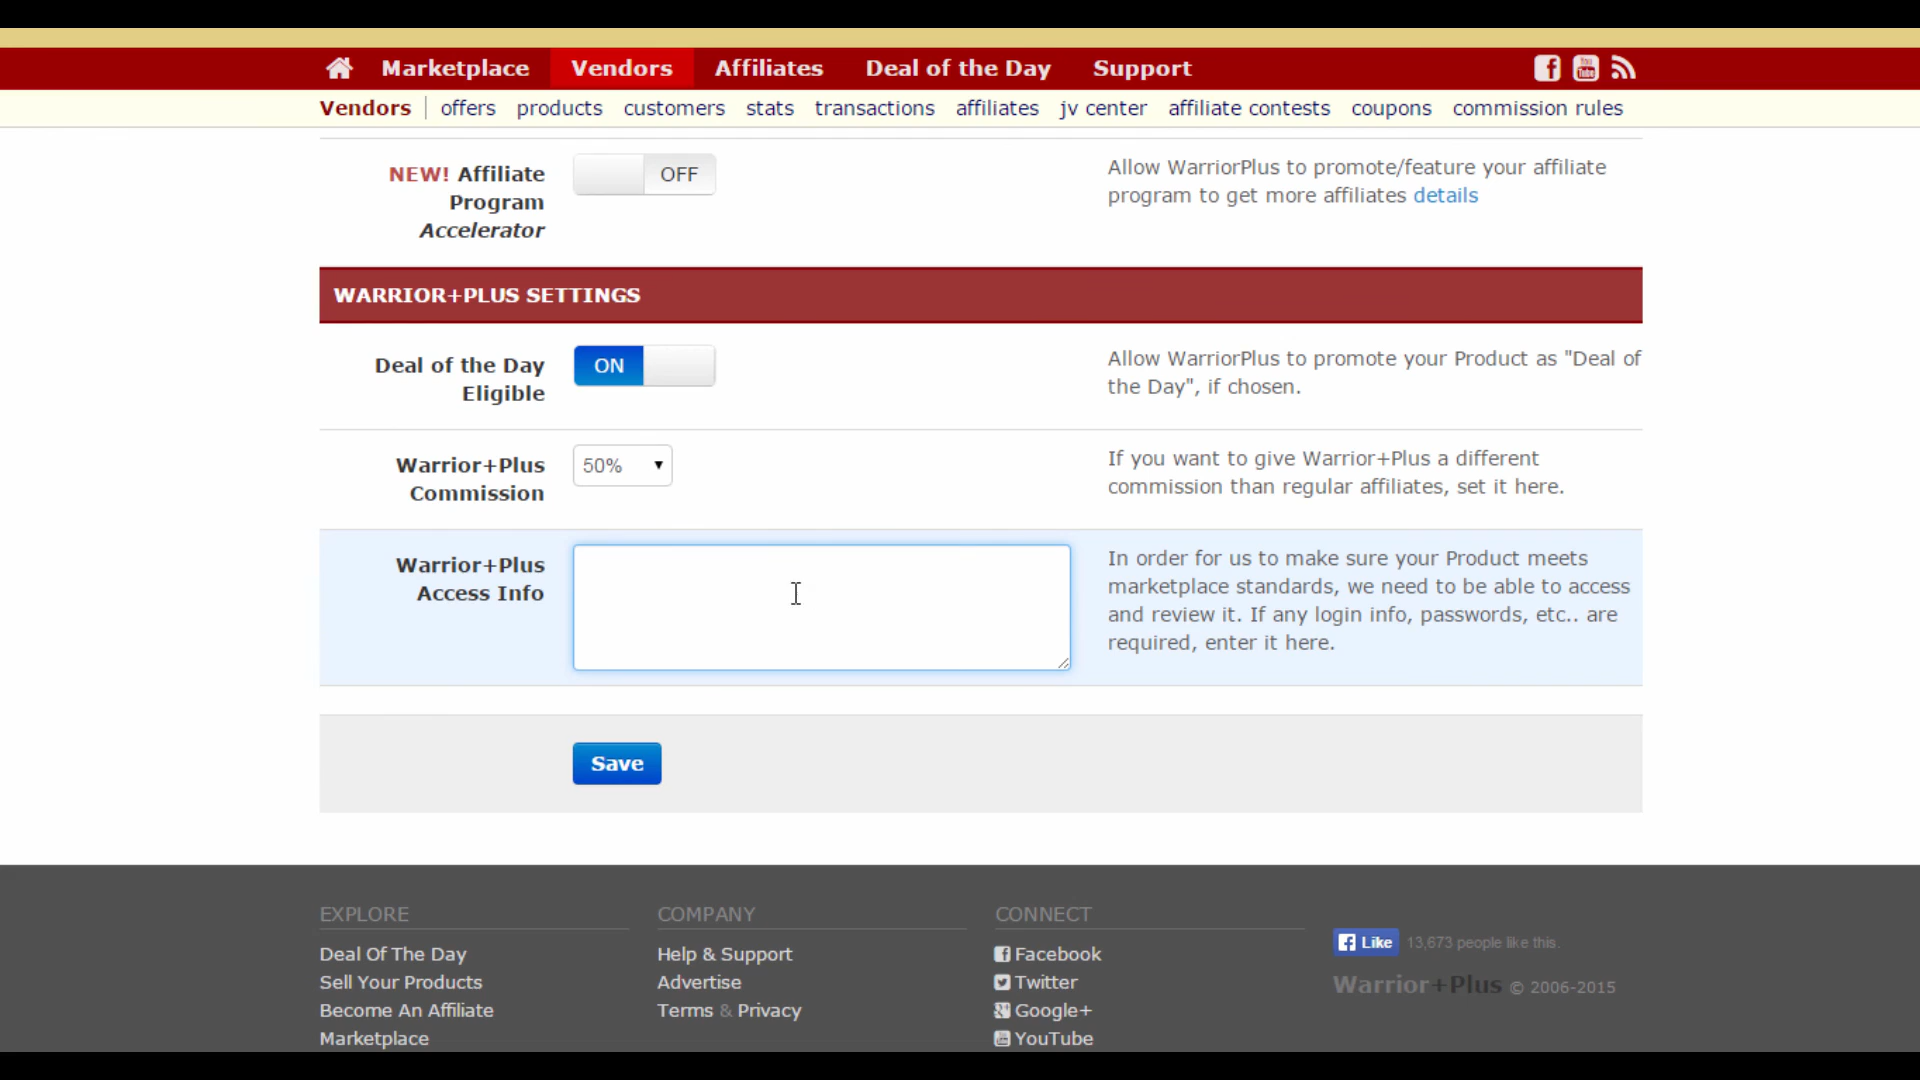 Marketplace Vendors Affiliates Deal of the Day Support
Vendors offers products customers stats transactions affiliates jv center affiliate contests coupons commission rules
NEW! Affiliate
Program
Accelerator
OFF
Allow WarriorPlus to promote/feature your affiliate
program to get more affiliates details
WARRIOR+PLUS SETTINGS
Deal of the Day
Eligible
ON
Allow WarriorPlus to promote your Product as "Deal of
the Day", if chosen.
Warrior+Plus
Commission
50%
If you want to give Warrior+Plus a different
commission than regular affiliates, set it here.
Warrior+Plus
Access Info
In order for us to make sure your Product meets
marketplace standards, we need to be able to access
and review it. If any login info, passwords, etc.. are
required, enter it here.
Save
EXPLORE
Deal Of The Day
Sell Your Products
Become An Affiliate
Marketplace
COMPANY
Help & Support
Advertise
Terms & Privacy
CONNECT
Facebook
Twitter
Google+
YouTube
Like 13,673 people like this.
Warrior+Plus © 2006-2015